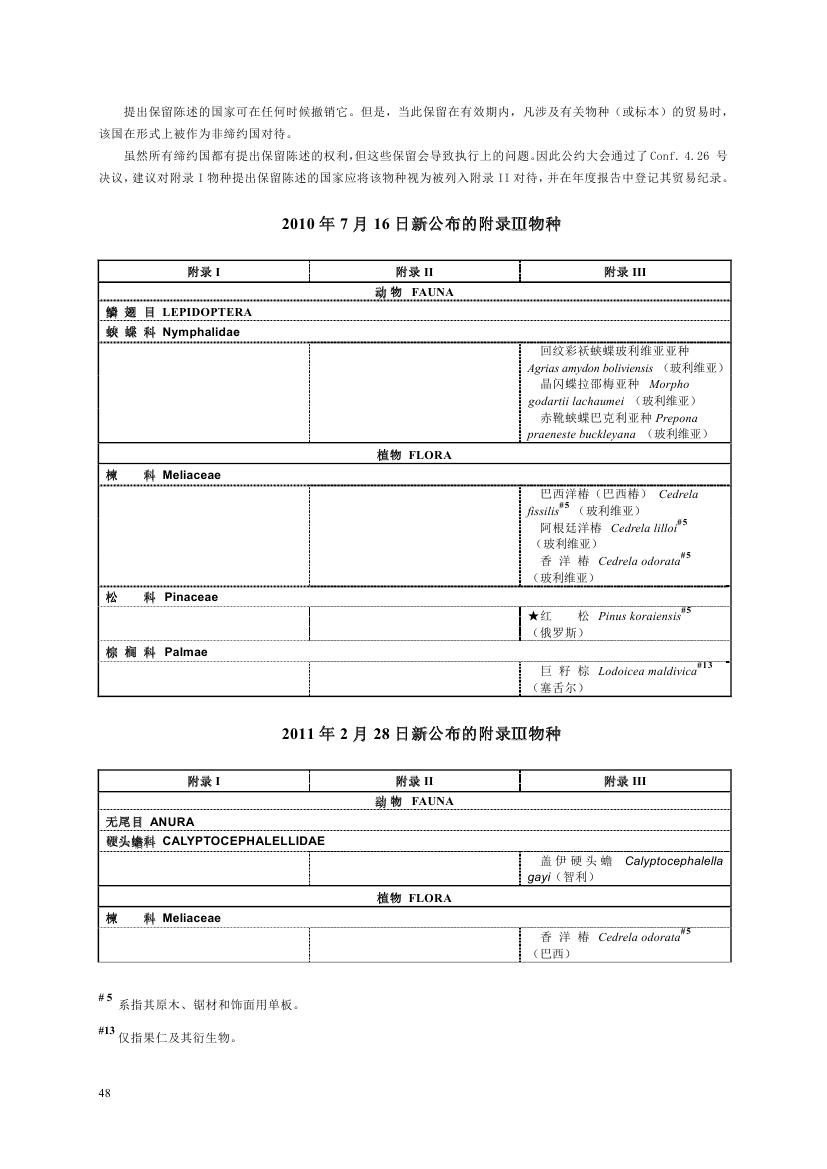 提出保留陈述的国家可在任何时候撤销它。但是，当此保留在有效期内，凡涉及有关物种（或标本）的贸易时，
该国在形式上被作为非缔约国对待。
虽然所有缔约国都有提出保留陈述的权利，但这些保留会导致执行上的问题。因此公约大会通过了Conf. 4.26 号
决议，建议对附录 I 物种提出保留陈述的国家应将该物种视为被列入附录 II 对待，并在年度报告中登记其贸易纪录。
2010 年 7 月 16 日新公布的附录Ⅲ物种
附录 I 附录 II 附录 III
动 物 FAUNA
鳞 翅 目 LEPIDOPTERA
蛱 蝶 科 Nymphalidae
回纹彩袄蛱蝶玻利维亚亚种
Agrias amydon boliviensis （玻利维亚）
晶闪蝶拉邵梅亚种 Morpho
godartii lachaumei （玻利维亚）
赤靴蛱蝶巴克利亚种 Prepona
praeneste buckleyana （玻利维亚）
植物 FLORA
楝 科 Meliaceae
巴西洋椿（巴西椿） Cedrela
fissilis#5 （玻利维亚）
阿根廷洋椿 Cedrela lilloi#5
（玻利维亚）
香 洋 椿 Cedrela odorata#5
（玻利维亚）
松 科 Pinaceae
★红 松 Pinus koraiensis#5
（俄罗斯）
棕 榈 科 Palmae
巨 籽 棕 Lodoicea maldivica#13
（塞舌尔）
2011 年 2 月 28 日新公布的附录Ⅲ物种
附录 I 附录 II 附录 III
动 物 FAUNA
无尾目 ANURA
硬头蟾科 CALYPTOCEPHALELLIDAE
盖 伊 硬 头 蟾 Calyptocephalella
gayi（智利）
植物 FLORA
楝 科 Meliaceae
香 洋 椿 Cedrela odorata#5
（巴西）
# 5 系指其原木、锯材和饰面用单板。
#13 仅指果仁及其衍生物。
48